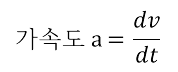 가속도 a = dv/dt